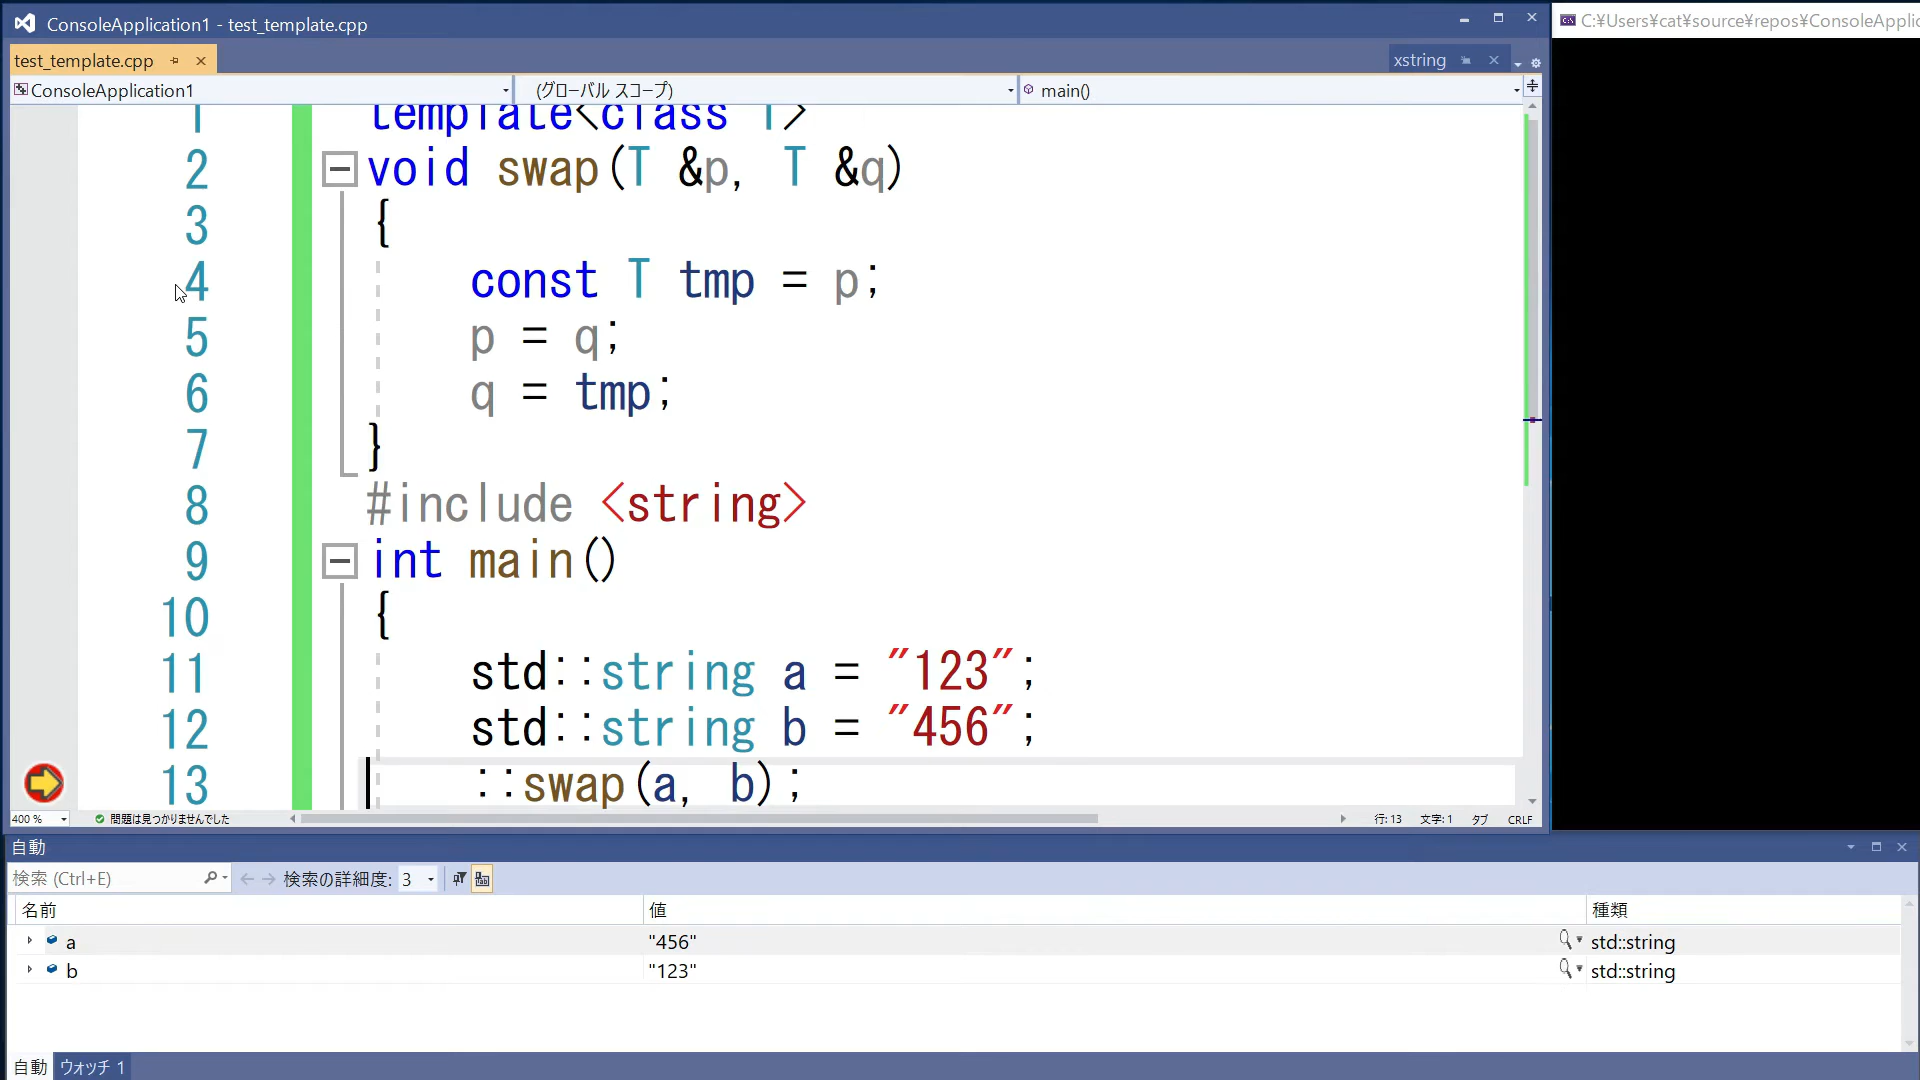 ConsoleApplication1 - test_template.cpp
C:¥Users¥cat¥source¥repos¥ConsoleApplic
test_template.cpp
xstring
ConsoleApplication1
(グローバル スコープ)
main()
1 template<class T>
2 void swap(T &p, T &q)
3 {
4 const T tmp = p;
5 p = q;
6 q = tmp;
7 }
8 #include <string>
9 int main()
10 {
11 std::string a = "123";
12 std::string b = "456";
13 ::swap(a, b);
400 %
問題は見つかりませんでした
行: 13
文字: 1
タブ
CRLF
自動
検索 (Ctrl+E)
検索の詳細度: 3
名前 値 種類
a "456" std::string
b "123" std::string
自動 ウォッチ 1